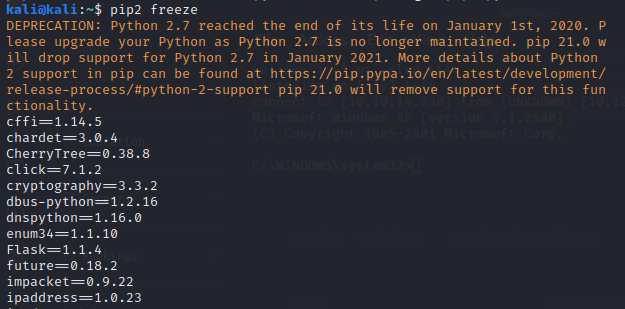 kali@kali:~$ pip2 freeze
DEPRECATION: Python 2.7 reached the end of its life on January 1st, 2020. P
lease upgrade your Python as Python 2.7 is no longer maintained. pip 21.0 w
ill drop support for Python 2.7 in January 2021. More details about Python
2 support in pip can be found at https://pip.pypa.io/en/latest/development/
release-process/#python-2-support pip 21.0 will remove support for this fun
ctionality.
connect to [10.10.14.230] from (UNKNOWN)
Microsoft Windows XP [Version 5.1.2600]
(C) Copyright 1985-2001 Microsoft Corp.
C:\WINDOWS\system32>
cffi==1.14.5
chardet==3.0.4
CherryTree==0.38.8
click==7.1.2
cryptography==3.3.2
dbus-python==1.2.16
dnspython==1.16.0
enum34==1.1.10
Flask==1.1.4
future==0.18.2
impacket==0.9.22
ipaddress==1.0.23